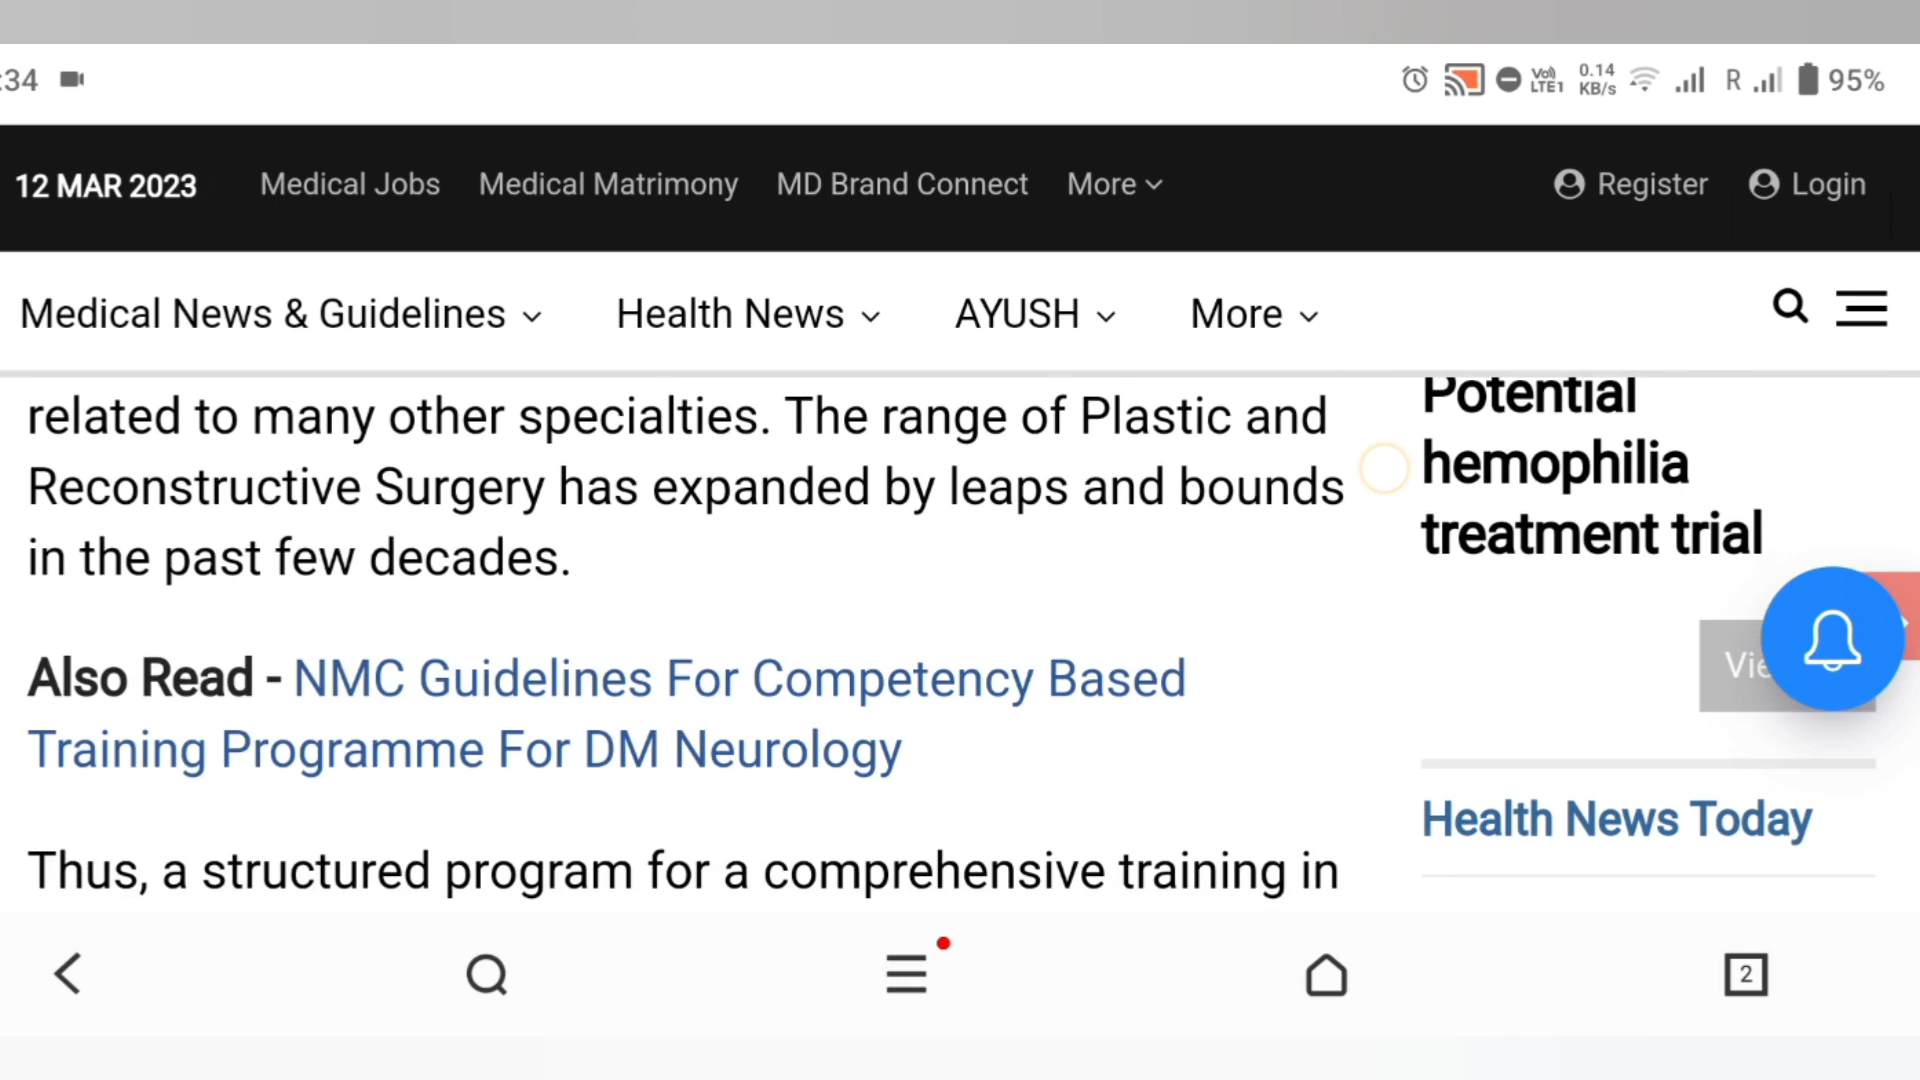 :34
Vo) LTE1
0.14 KB/s
R
95%
12 MAR 2023
Medical Jobs
Medical Matrimony
MD Brand Connect
More
Register
Login
Medical News & Guidelines
Health News
AYUSH
More
related to many other specialties. The range of Plastic and
Reconstructive Surgery has expanded by leaps and bounds
in the past few decades.
Also Read - NMC Guidelines For Competency Based
Training Programme For DM Neurology
Thus, a structured program for a comprehensive training in
Potential
hemophilia
treatment trial
Health News Today
2